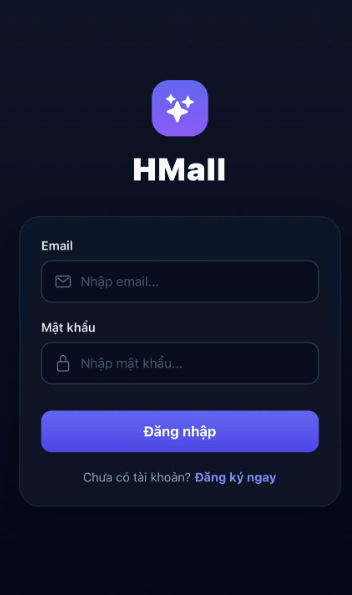 HMall
Email
Nhập email...
Mật khẩu
Nhập mật khẩu...
Đăng nhập
Chưa có tài khoản? Đăng ký ngay